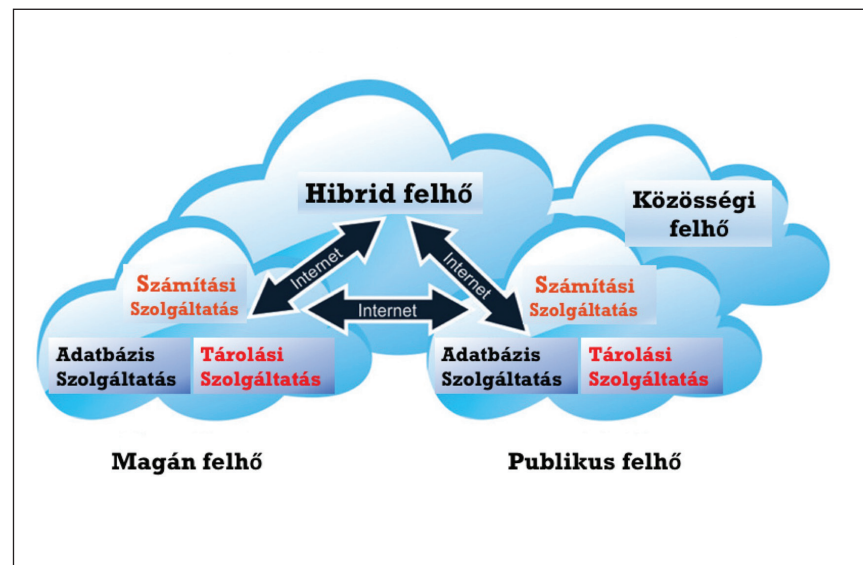 Hibrid felhő
Közösségi
felhő
Internet
Internet
Internet
Számítási
Szolgáltatás
Adatbázis
Szolgáltatás
Tárolási
Szolgáltatás
Számítási
Szolgáltatás
Adatbázis
Szolgáltatás
Tárolási
Szolgáltatás
Magán felhő
Publikus felhő